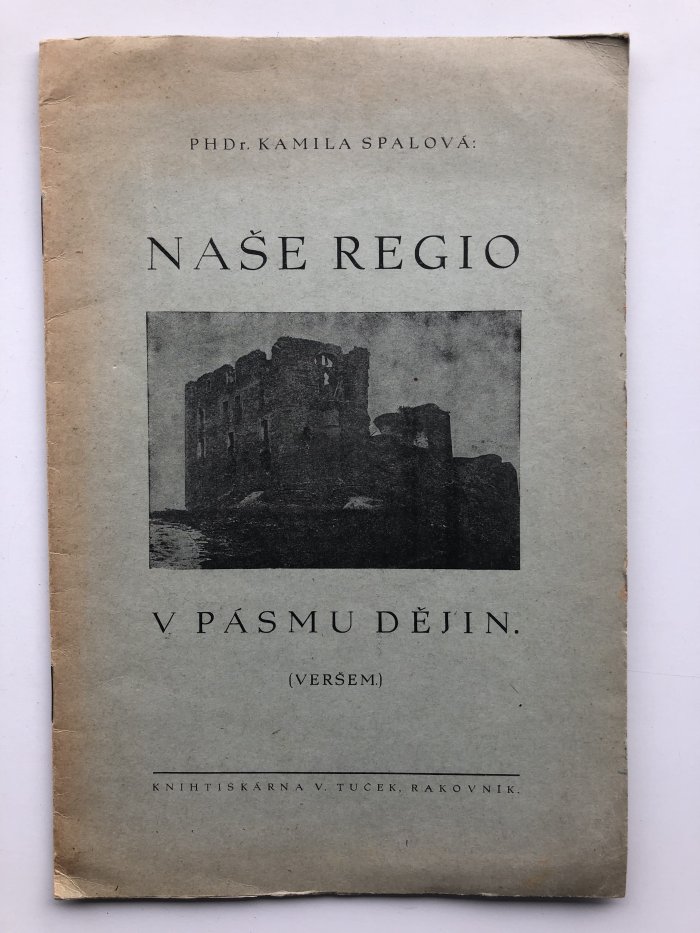 PHDr. KAMILA SPALOVÁ:
NAŠE REGIO
V PÁSMU DĚJIN.
(VERŠEM.)
KNIHTISKÁRNA V. TUČEK, RAKOVNÍK.